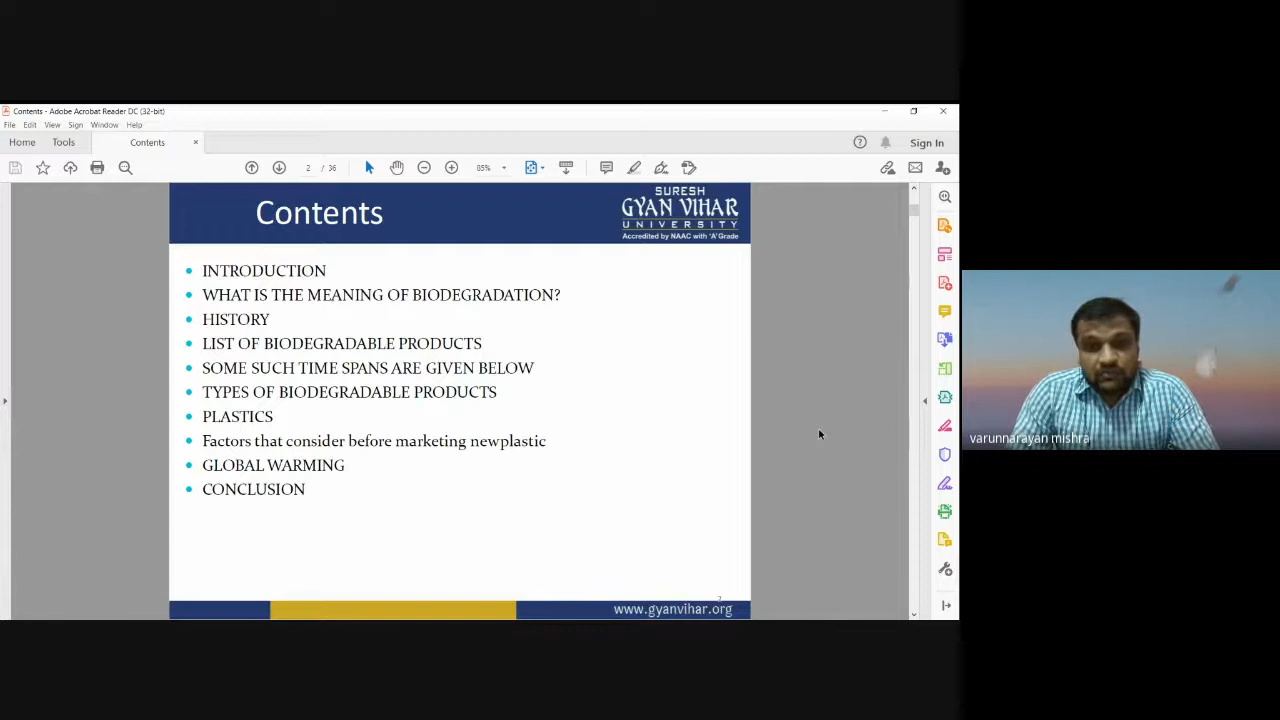 Contents - Adobe Acrobat Reader DC (32-bit)
File Edit View Sign Window Help
Home Tools Contents × Sign In
2 / 36 85%
Contents
SURESH
GYAN VIHAR
UNIVERSITY
Accredited by NAAC with 'A' Grade
• INTRODUCTION
• WHAT IS THE MEANING OF BIODEGRADATION?
• HISTORY
• LIST OF BIODEGRADABLE PRODUCTS
• SOME SUCH TIME SPANS ARE GIVEN BELOW
• TYPES OF BIODEGRADABLE PRODUCTS
• PLASTICS
• Factors that consider before marketing newplastic
• GLOBAL WARMING
• CONCLUSION
varunnarayan mishra
www.gyanvihar.org